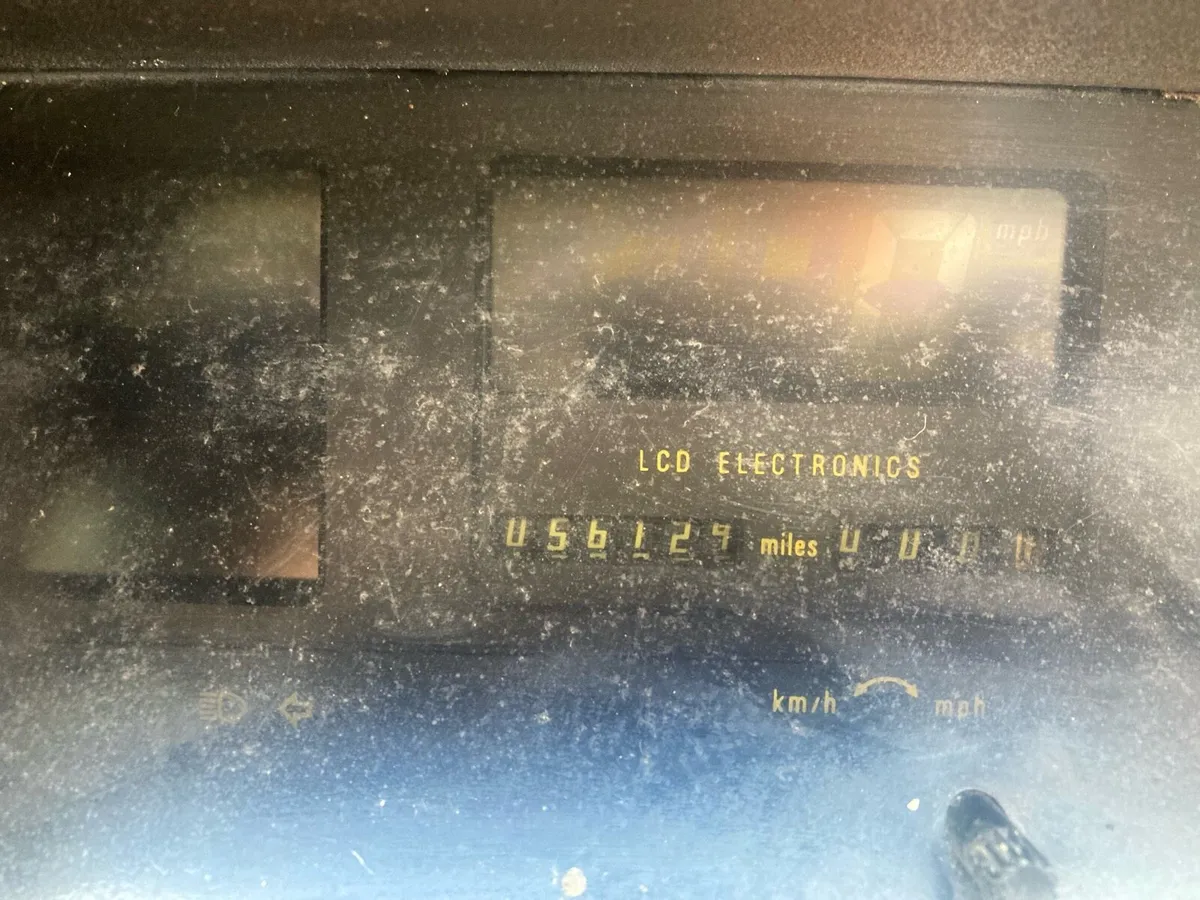 mph
LCD ELECTRONICS
056129 miles
km/h mph